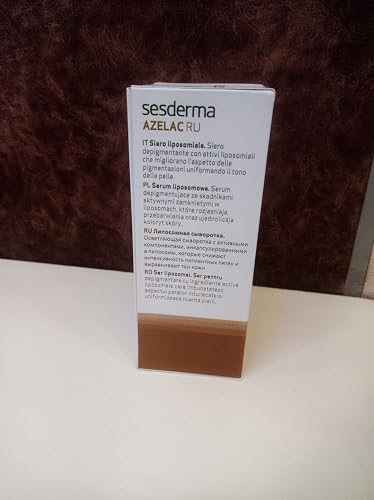 sesderma
AZELAC RU
IT Siero liposomiale. Siero
depigmentante con attivi liposomiali
che migliorano l'aspetto delle
pigmentazioni uniformando il tono
della pelle.
PL Serum liposomowe. Serum
depigmentujące ze składnikami
aktywnymi zamkniętymi w
liposomach, które rozjaśniają
przebarwienia oraz ujednolicają
koloryt skóry.
RU Липосомная сыворотка.
Осветляющая сыворотка с активными
компонентами, инкапсулированными
в липосомы, которые снижают
интенсивность пигментных пятен и
выравнивают тон кожи.
RO Ser liposomal. Ser pentru
depigmentare cu ingrediente active
liposomale care îmbunătățesc
aspectul petelor întunecate și
uniformizează nuanța pielii.